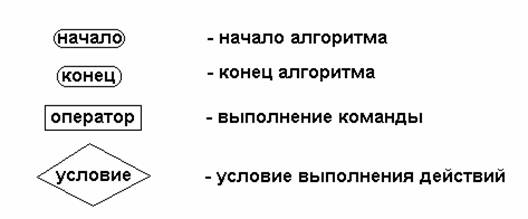 начало - начало алгоритма
конец - конец алгоритма
оператор - выполнение команды
условие - условие выполнения действий